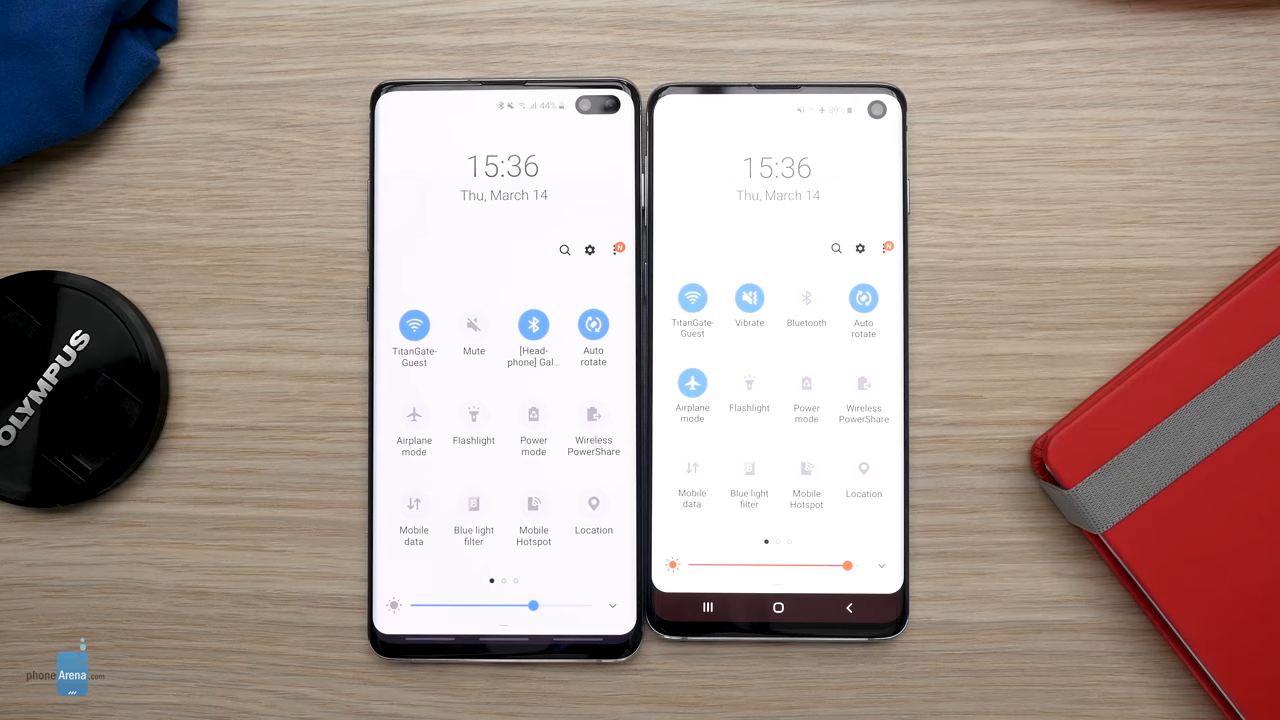 44%
15:36
Thu, March 14
N
TitanGate-
Guest
Mute
[Head-
phone] Gal...
Auto
rotate
Airplane
mode
Flashlight
Power
mode
Wireless
PowerShare
Mobile
data
Blue light
filter
Mobile
Hotspot
Location
89%
15:36
Thu, March 14
N
TitanGate-
Guest
Vibrate
Bluetooth
Auto
rotate
Airplane
mode
Flashlight
Power
mode
Wireless
PowerShare
Mobile
data
Blue light
filter
Mobile
Hotspot
Location
OLYMPUS
phoneArena.com